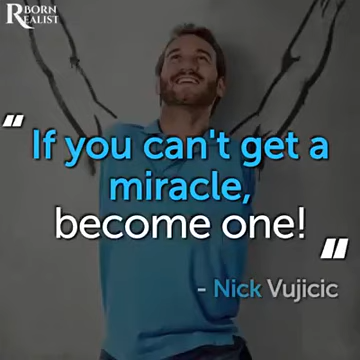 BORN
REALIST
"If you can't get a
miracle,
become one!"
- Nick Vujicic